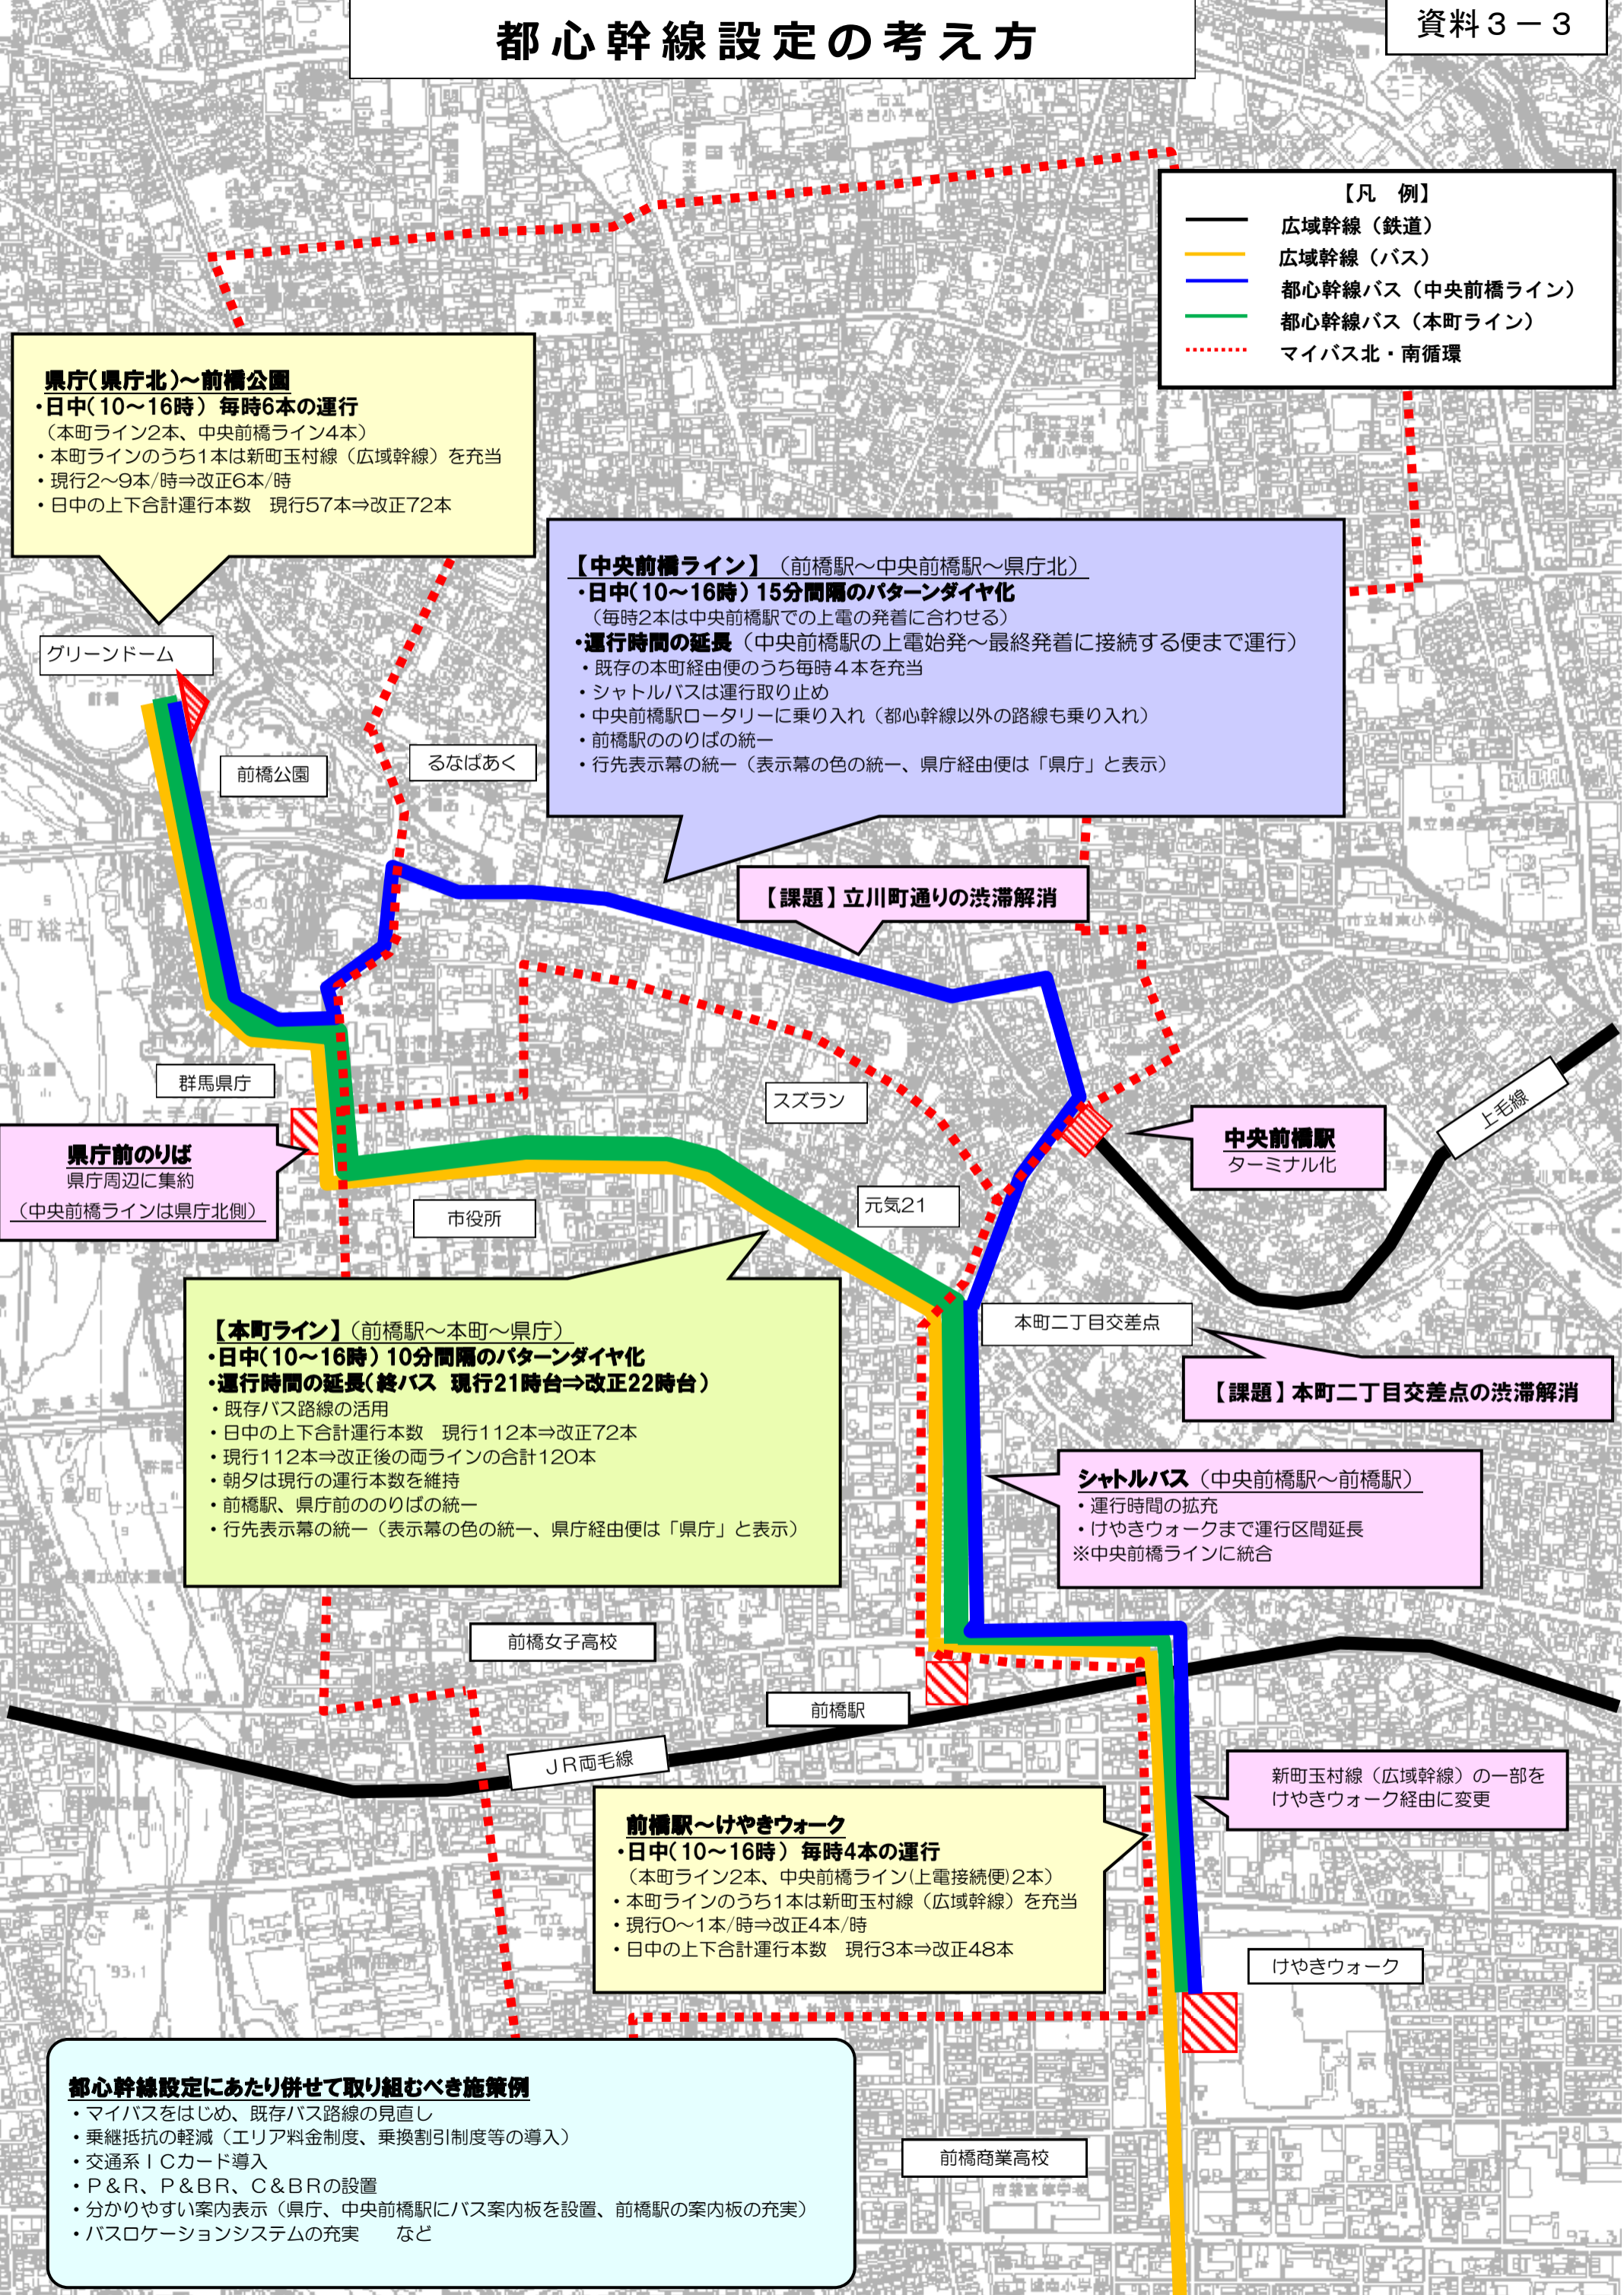 都心幹線設定の考え方
資料３－３
【凡　例】
広域幹線（鉄道）
広域幹線（バス）
都心幹線バス（中央前橋ライン）
都心幹線バス（本町ライン）
マイバス北・南循環
県庁（県庁北）～前橋公園
・日中（10～16時） 毎時6本の運行
（本町ライン2本、中央前橋ライン4本）
・本町ラインのうち1本は新町玉村線（広域幹線）を充当
・現行2～9本/時⇒改正6本/時
・日中の上下合計運行本数　現行57本⇒改正72本
【中央前橋ライン】（前橋駅～中央前橋駅～県庁北）
・日中（10～16時）15分間隔のパターンダイヤ化
（毎時2本は中央前橋駅での上電の発着に合わせる）
・運行時間の延長（中央前橋駅の上電始発～最終発着に接続する便まで運行）
・既存の本町経由便のうち毎時４本を充当
・シャトルバスは運行取り止め
・中央前橋駅ロータリーに乗り入れ（都心幹線以外の路線も乗り入れ）
・前橋駅ののりばの統一
・行先表示幕の統一（表示幕の色の統一、県庁経由便は「県庁」と表示）
グリーンドーム
前橋公園
るなぱあく
【課題】立川町通りの渋滞解消
群馬県庁
スズラン
上毛線
中央前橋駅
ターミナル化
県庁前のりば
県庁周辺に集約
（中央前橋ラインは県庁北側）
市役所
元気21
本町二丁目交差点
【課題】本町二丁目交差点の渋滞解消
【本町ライン】（前橋駅～本町～県庁）
・日中（10～16時）10分間隔のパターンダイヤ化
・運行時間の延長（終バス 現行21時台⇒改正22時台）
・既存バス路線の活用
・日中の上下合計運行本数　現行112本⇒改正72本
・現行112本⇒改正後の両ラインの合計120本
・朝夕は現行の運行本数を維持
・前橋駅、県庁前ののりばの統一
・行先表示幕の統一（表示幕の色の統一、県庁経由便は「県庁」と表示）
シャトルバス（中央前橋駅～前橋駅）
・運行時間の拡充
・けやきウォークまで運行区間延長
※中央前橋ラインに統合
前橋女子高校
前橋駅
ＪＲ両毛線
新町玉村線（広域幹線）の一部を
けやきウォーク経由に変更
前橋駅～けやきウォーク
・日中（10～16時） 毎時4本の運行
（本町ライン2本、中央前橋ライン(上電接続便)2本）
・本町ラインのうち1本は新町玉村線（広域幹線）を充当
・現行0～1本/時⇒改正4本/時
・日中の上下合計運行本数　現行3本⇒改正48本
けやきウォーク
都心幹線設定にあたり併せて取り組むべき施策例
・マイバスをはじめ、既存バス路線の見直し
・乗継抵抗の軽減（エリア料金制度、乗換割引制度等の導入）
・交通系ＩＣカード導入
・Ｐ＆Ｒ、Ｐ＆ＢＲ、Ｃ＆ＢＲの設置
・分かりやすい案内表示（県庁、中央前橋駅にバス案内板を設置、前橋駅の案内板の充実）
・バスロケーションシステムの充実　　など
前橋商業高校